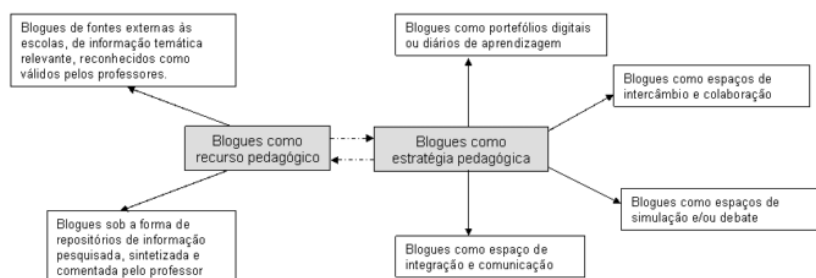 Blogues de fontes externas ás
escolas, de informação temática
relevante, reconhecidos como
válidos pelos professores.
Blogues como portefólios digitais
ou diários de aprendizagem
Blogues como espaços de
intercâmbio e colaboração
Blogues como
recurso pedagógico
Blogues como
estratégia pedagógica
Blogues sob a forma de
repositórios de informação
pesquisada, sintetizada e
comentada pelo professor
Blogues como espaço de
integração e comunicação
Blogues como espaços de
simulação e/ou debate